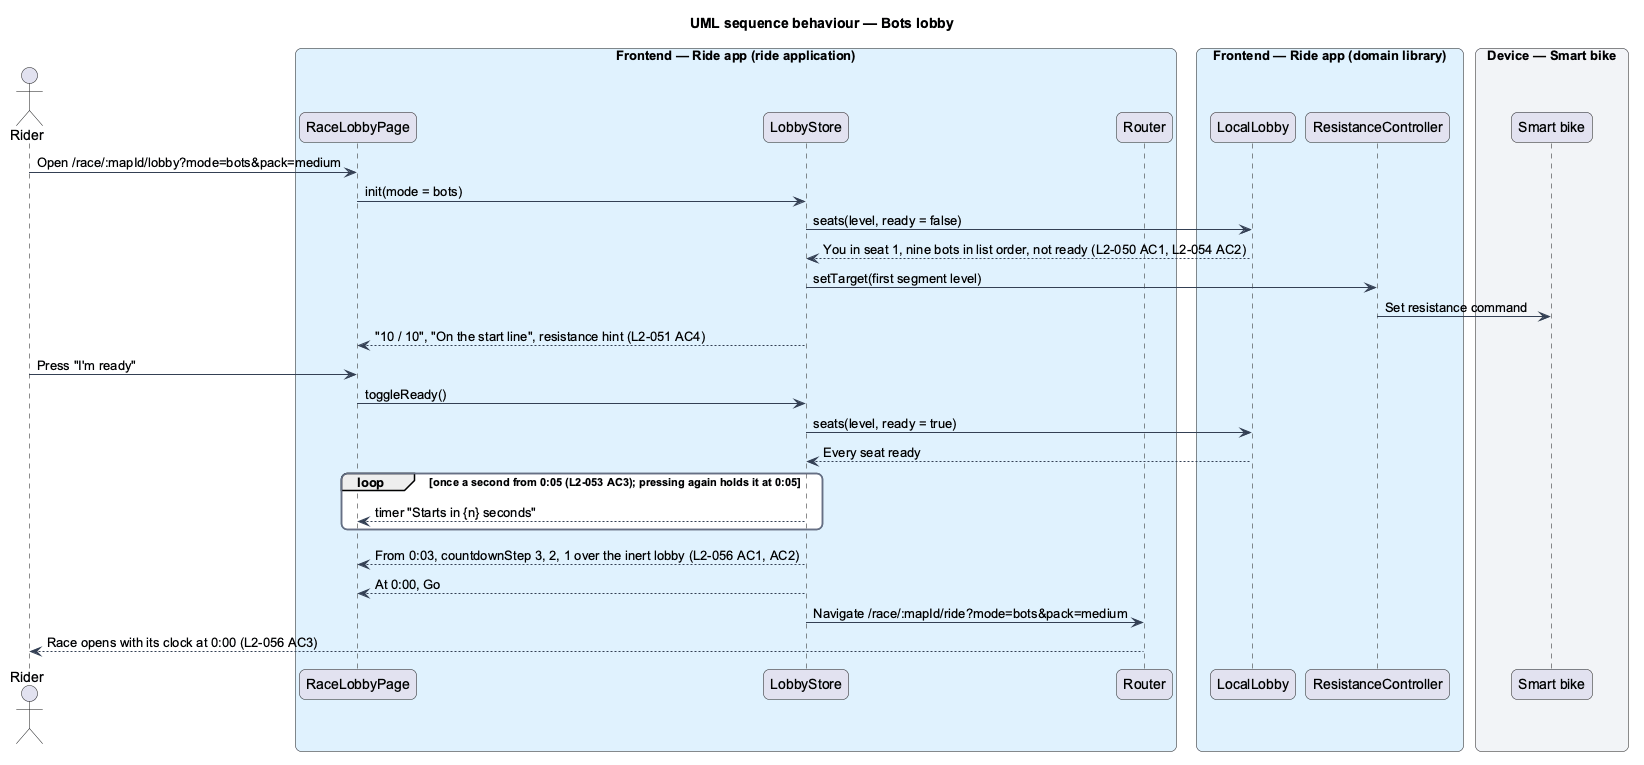 UML sequence behaviour — Bots lobby
Frontend — Ride app (ride application)
Frontend — Ride app (domain library)
Device — Smart bike
Rider
RaceLobbyPage
LobbyStore
Router
LocalLobby
ResistanceController
Smart bike
Open /race/:mapId/lobby?mode=bots&pack=medium
init(mode = bots)
seats(level, ready = false)
You in seat 1, nine bots in list order, not ready (L2-050 AC1, L2-054 AC2)
setTarget(first segment level)
Set resistance command
"10 / 10", "On the start line", resistance hint (L2-051 AC4)
Press "I'm ready"
toggleReady()
seats(level, ready = true)
Every seat ready
loop
[once a second from 0:05 (L2-053 AC3); pressing again holds it at 0:05]
timer "Starts in {n} seconds"
From 0:03, countdownStep 3, 2, 1 over the inert lobby (L2-056 AC1, AC2)
At 0:00, Go
Navigate /race/:mapId/ride?mode=bots&pack=medium
Race opens with its clock at 0:00 (L2-056 AC3)
Rider
RaceLobbyPage
LobbyStore
Router
LocalLobby
ResistanceController
Smart bike